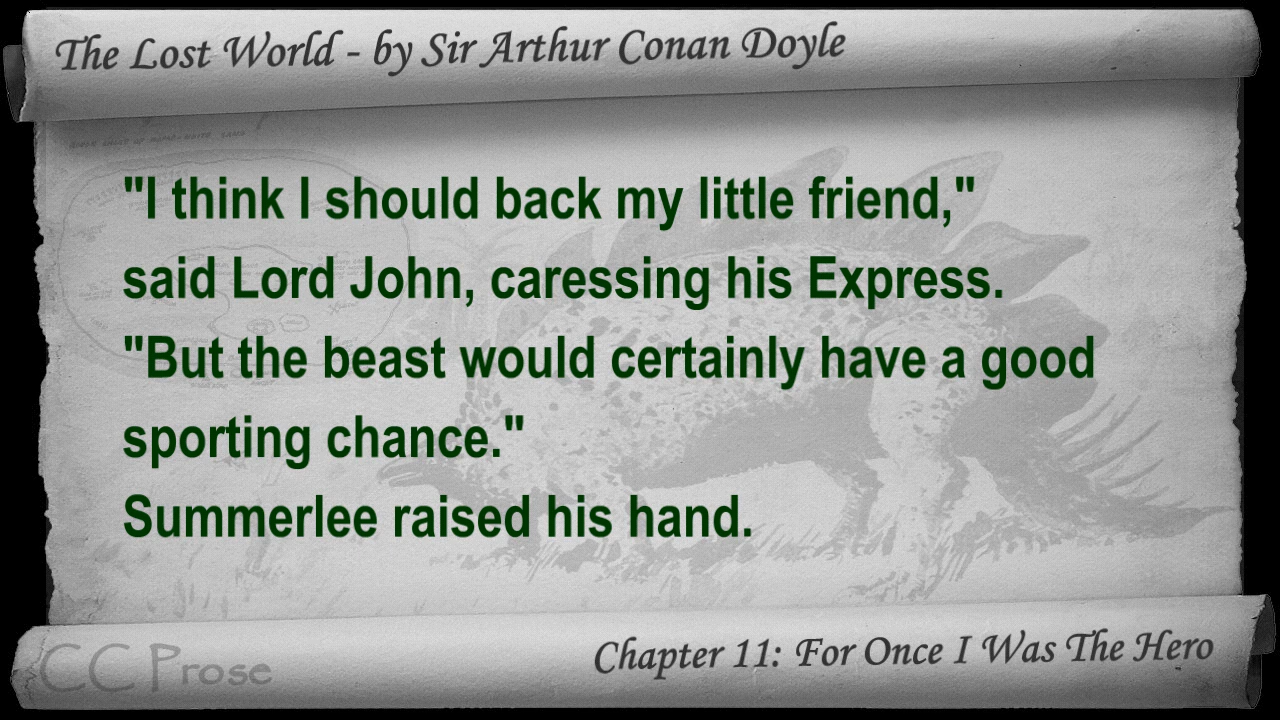 The Lost World - by Sir Arthur Conan Doyle
"I think I should back my little friend,"
said Lord John, caressing his Express.
"But the beast would certainly have a good
sporting chance."
Summerlee raised his hand.
Chapter 11: For Once I Was The Hero
CC Prose